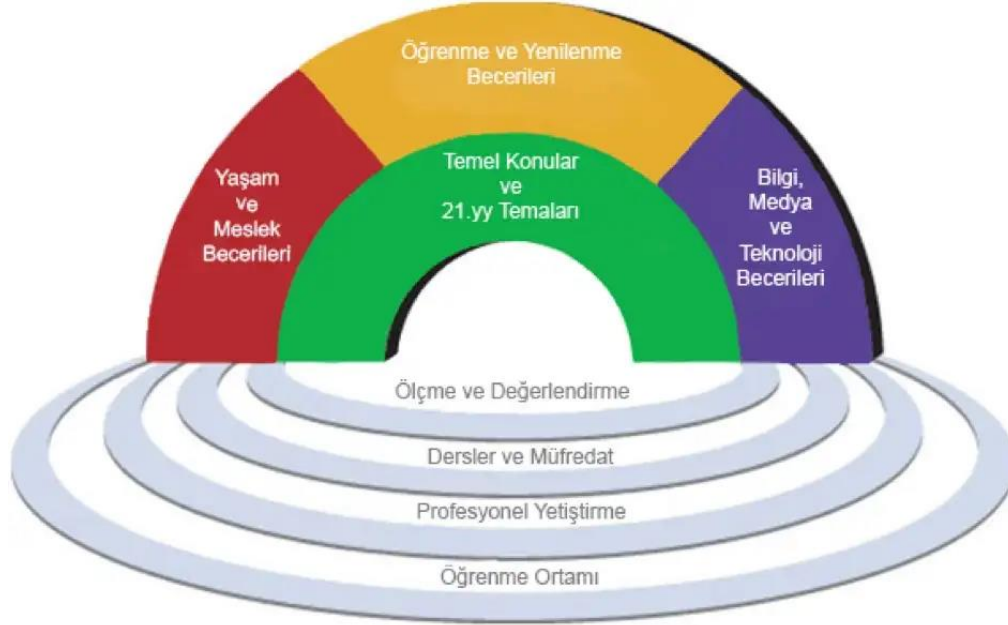 Öğrenme ve Yenilenme
Becerileri
Temel Konular
ve
21.yy Temaları
Yaşam
ve
Meslek
Becerileri
Bilgi,
Medya
ve
Teknoloji
Becerileri
Ölçme ve Değerlendirme
Dersler ve Müfredat
Profesyonel Yetiştirme
Öğrenme Ortamı